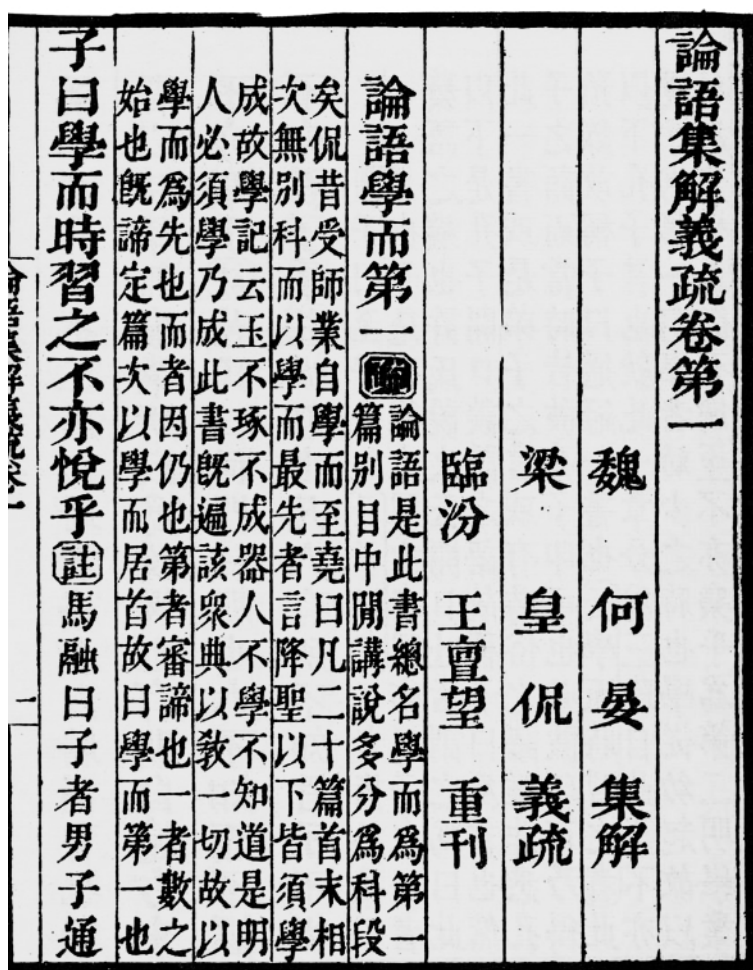 論語集解義疏卷第一
魏 何晏 集解
梁 皇侃 義疏
臨汾 王亶望 重刊
論語學而第一 疏 論語是此書總名學而爲第一
篇別目中閒講說多分爲科段
矣侃昔受師業自學而至堯曰凡二十篇首末相
次無別科而以學而最先者言降聖以下皆須學
成故學記云玉不琢不成器人不學不知道是明
人必須學乃成此書旣遍該衆典以敎一切故以
學而爲先也而者因仍也第者審諦也一者數之
始也旣諦定篇次以學而居首故曰學而第一也
子曰學而時習之不亦悅乎 註 馬融曰子者男子通